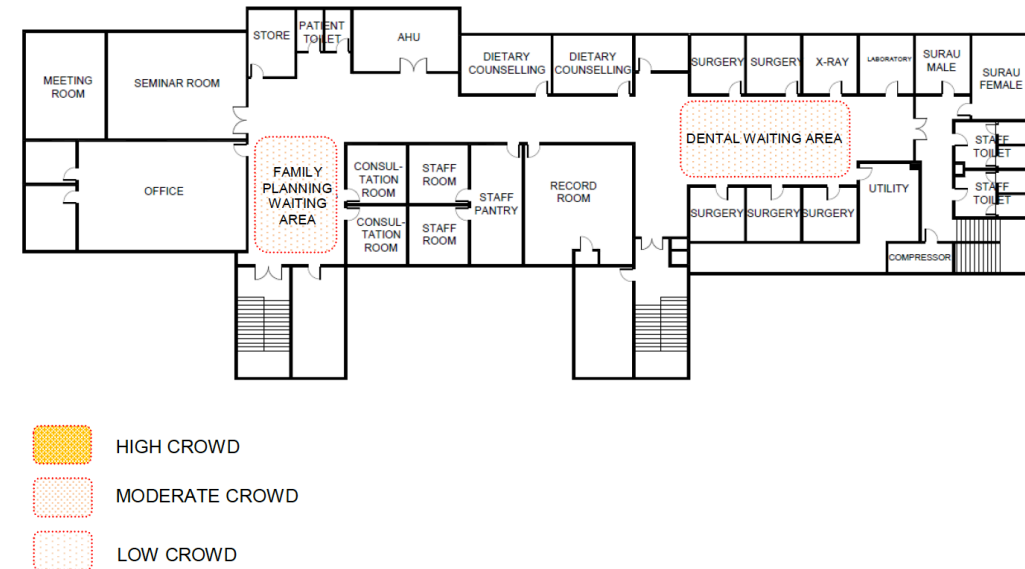 STORE
PATIENT
TOILET
AHU
MEETING
ROOM
SEMINAR ROOM
DIETARY
COUNSELLING
DIETARY
COUNSELLING
SURGERY
SURGERY
X-RAY
LABORATORY
SURAU
MALE
SURAU
FEMALE
OFFICE
FAMILY
PLANNING
WAITING
AREA
CONSUL-
TATION
ROOM
STAFF
ROOM
CONSUL-
TATION
ROOM
STAFF
ROOM
STAFF
PANTRY
RECORD
ROOM
DENTAL WAITING AREA
SURGERY
SURGERY
SURGERY
UTILITY
STAFF
TOILET
STAFF
TOILET
COMPRESSOR
HIGH CROWD
MODERATE CROWD
LOW CROWD